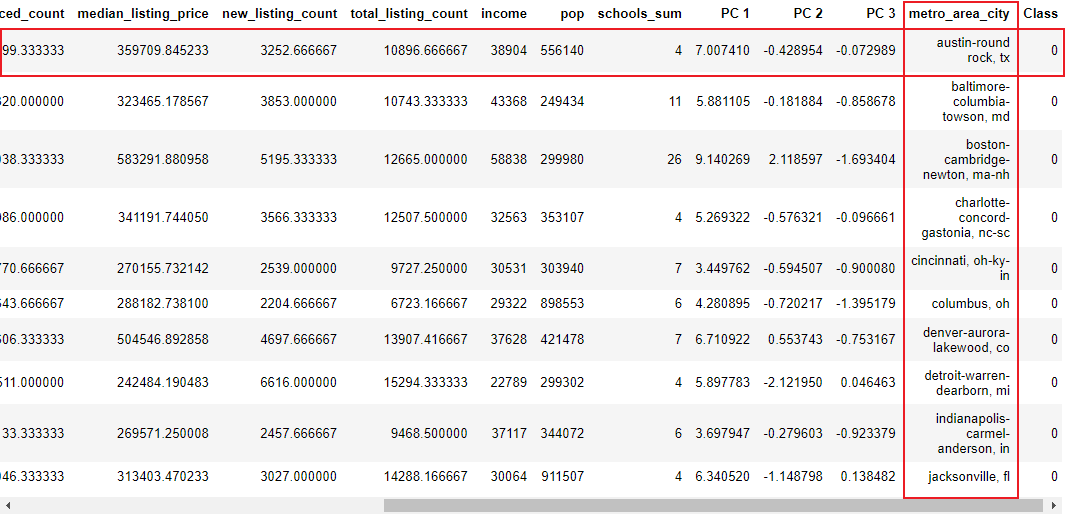 ced_count median_listing_price new_listing_count total_listing_count income pop schools_sum PC 1 PC 2 PC 3 metro_area_city Class
99.333333 359709.845233 3252.666667 10896.666667 38904 556140 4 7.007410 -0.428954 -0.072989 austin-round
rock, tx 0
320.000000 323465.178567 3853.000000 10743.333333 43368 249434 11 5.881105 -0.181884 -0.858678 baltimore-
columbia-
towson, md 0
938.333333 583291.880958 5195.333333 12665.000000 58838 299980 26 9.140269 2.118597 -1.693404 boston-
cambridge-
newton, ma-nh 0
086.000000 341191.744050 3566.333333 12507.500000 32563 353107 4 5.269322 -0.576321 -0.096661 charlotte-
concord-
gastonia, nc-sc 0
770.666667 270155.732142 2539.000000 9727.250000 30531 303940 7 3.449762 -0.594507 -0.900080 cincinnati, oh-ky-
in 0
643.666667 288182.738100 2204.666667 6723.166667 29322 898553 6 4.280895 -0.720217 -1.395179 columbus, oh 0
506.333333 504546.892858 4697.666667 13907.416667 37628 421478 7 6.710922 0.553743 -0.753167 denver-aurora-
lakewood, co 0
511.000000 242484.190483 6616.000000 15294.333333 22789 299302 4 5.897783 -2.121950 0.046463 detroit-warren-
dearborn, mi 0
33.333333 269571.250008 2457.666667 9468.500000 37117 344072 6 3.697947 -0.279603 -0.923379 indianapolis-
carmel-
anderson, in 0
046.333333 313403.470233 3027.000000 14288.166667 30064 911507 4 6.340520 -1.148798 0.138482 jacksonville, fl 0